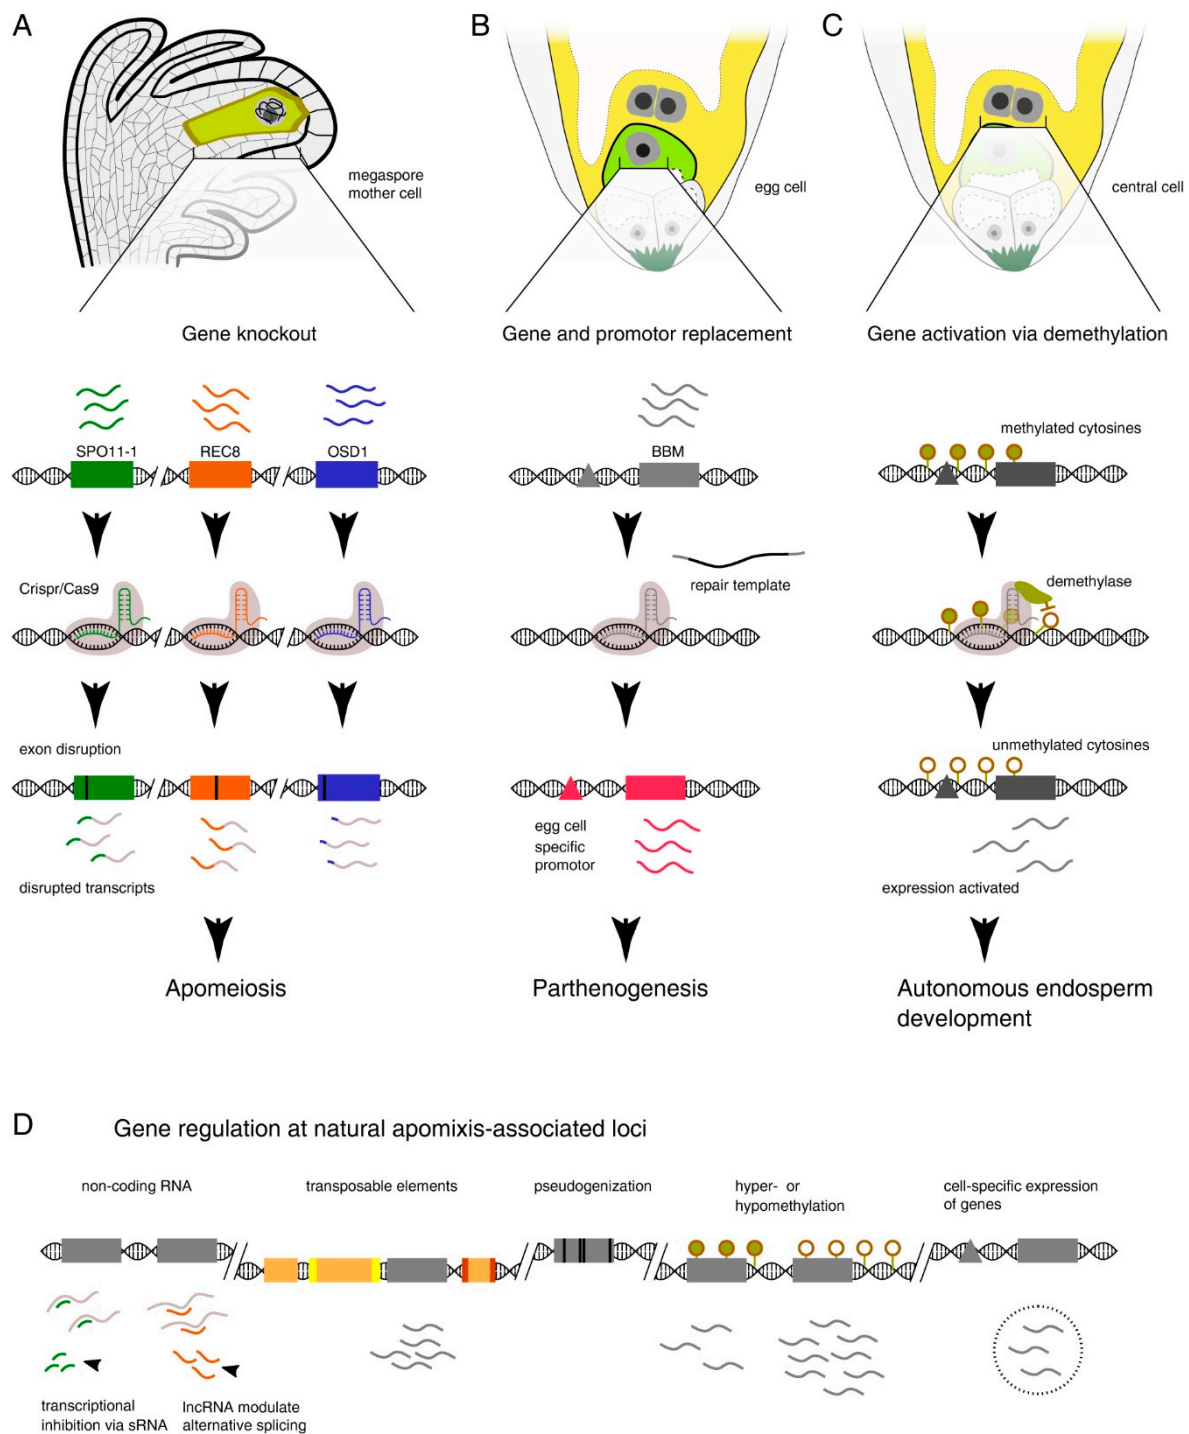 A
B
C
megaspore
mother cell
egg cell
central cell
Gene knockout
Gene and promotor replacement
Gene activation via demethylation
SPO11-1
REC8
OSD1
BBM
methylated cytosines
Crispr/Cas9
repair template
demethylase
exon disruption
unmethylated cytosines
egg cell
specific
promotor
disrupted transcripts
expression activated
Apomeiosis
Parthenogenesis
Autonomous endosperm
development
D
Gene regulation at natural apomixis-associated loci
non-coding RNA
transposable elements
pseudogenization
hyper- or
hypomethylation
cell-specific expression
of genes
transcriptional
inhibition via sRNA
lncRNA modulate
alternative splicing